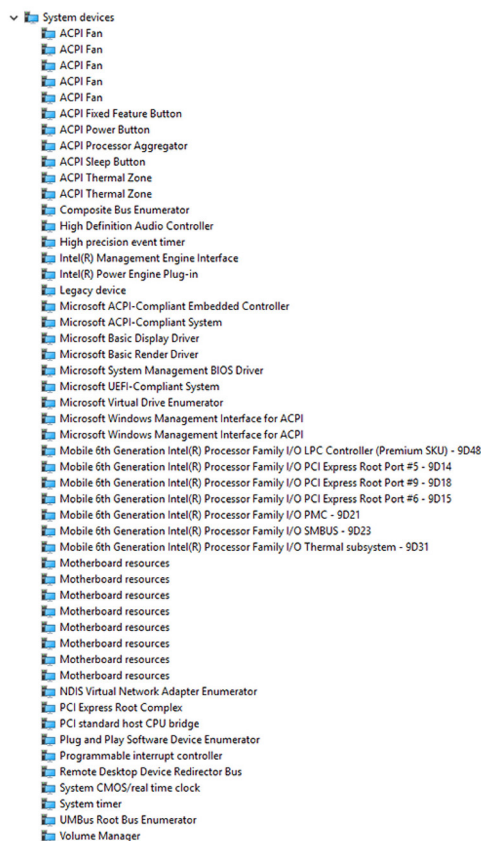 System devices
ACPI Fan
ACPI Fan
ACPI Fan
ACPI Fan
ACPI Fan
ACPI Fixed Feature Button
ACPI Power Button
ACPI Processor Aggregator
ACPI Sleep Button
ACPI Thermal Zone
ACPI Thermal Zone
Composite Bus Enumerator
High Definition Audio Controller
High precision event timer
Intel(R) Management Engine Interface
Intel(R) Power Engine Plug-in
Legacy device
Microsoft ACPI-Compliant Embedded Controller
Microsoft ACPI-Compliant System
Microsoft Basic Display Driver
Microsoft Basic Render Driver
Microsoft System Management BIOS Driver
Microsoft UEFI-Compliant System
Microsoft Virtual Drive Enumerator
Microsoft Windows Management Interface for ACPI
Microsoft Windows Management Interface for ACPI
Mobile 6th Generation Intel(R) Processor Family I/O LPC Controller (Premium SKU) - 9D48
Mobile 6th Generation Intel(R) Processor Family I/O PCI Express Root Port #5 - 9D14
Mobile 6th Generation Intel(R) Processor Family I/O PCI Express Root Port #9 - 9D18
Mobile 6th Generation Intel(R) Processor Family I/O PCI Express Root Port #6 - 9D15
Mobile 6th Generation Intel(R) Processor Family I/O PMC - 9D21
Mobile 6th Generation Intel(R) Processor Family I/O SMBUS - 9D23
Mobile 6th Generation Intel(R) Processor Family I/O Thermal subsystem - 9D31
Motherboard resources
Motherboard resources
Motherboard resources
Motherboard resources
Motherboard resources
Motherboard resources
Motherboard resources
Motherboard resources
NDIS Virtual Network Adapter Enumerator
PCI Express Root Complex
PCI standard host CPU bridge
Plug and Play Software Device Enumerator
Programmable interrupt controller
Remote Desktop Device Redirector Bus
System CMOS/real time clock
System timer
UMBus Root Bus Enumerator
Volume Manager